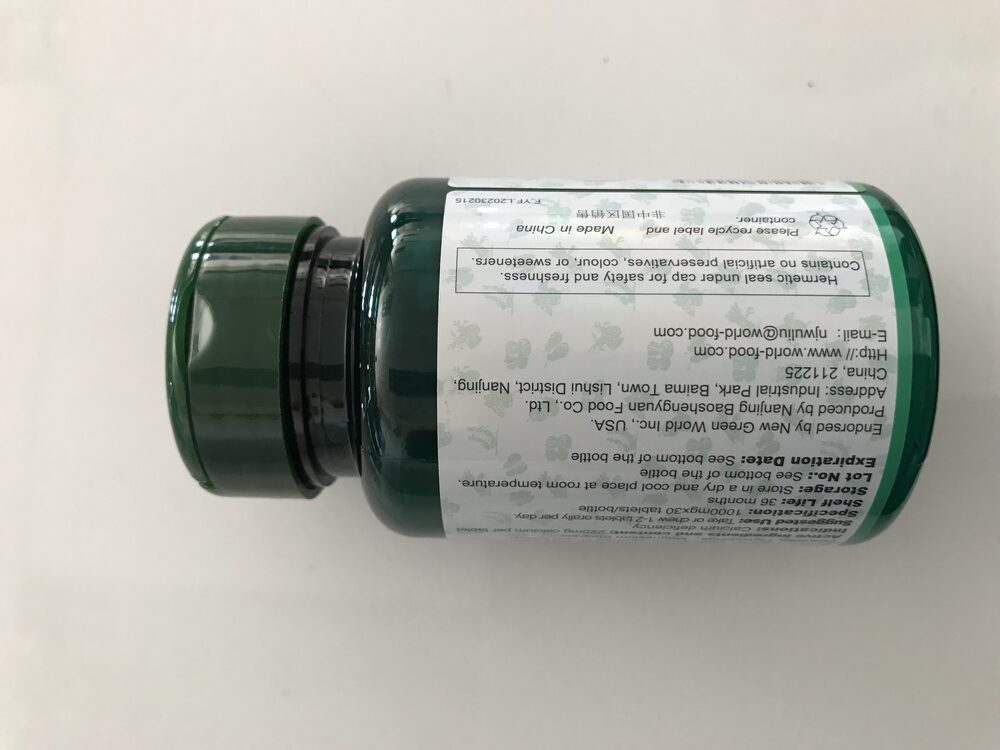 Active ingredients and content: 225mg calcium per tablet
Indications: Calcium deficiency
Suggested Use: Take or chew 1-2 tablets orally per day.
Specification: 1000mgx30 tablets/bottle
Shelf Life: 36 months
Storage: Store in a dry and cool place at room temperature.
Lot No.: See bottom of the bottle
Expiration Date: See bottom of the bottle
Endorsed by New Green World Inc., USA.
Produced by Nanjing Baoshengyuan Food Co., Ltd.
Address: Industrial Park, Baima Town, Lishui District, Nanjing,
China, 211225
Http:// www.world-food.com
E-mail: njwuliu@world-food.com
Hermetic seal under cap for safety and freshness.
Contains no artificial preservatives, colour, or sweeteners.
Please recycle label and container.
Made in China
非中国区销售
F.YF.L20230215